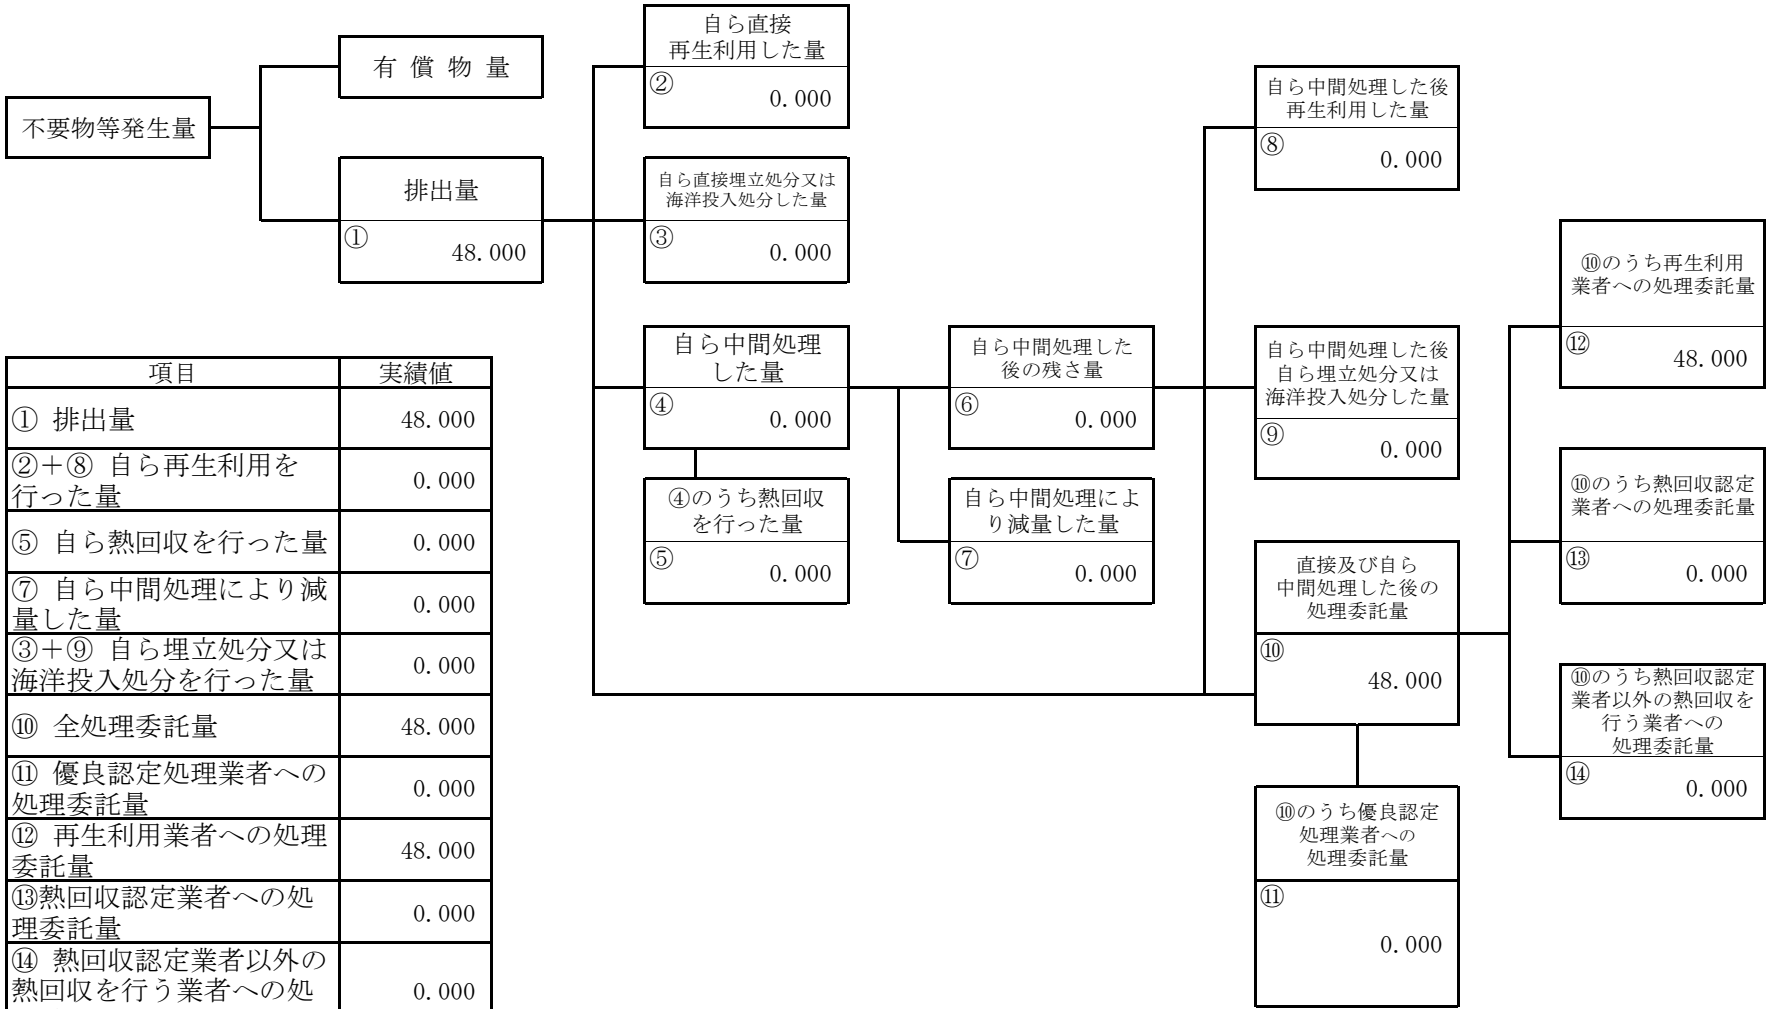 不要物等発生量
有 償 物 量
排出量
①
48.000
自ら直接
再生利用した量
②
0.000
自ら直接埋立処分又は
海洋投入処分した量
③
0.000
自ら中間処理
した量
④
0.000
④のうち熱回収
を行った量
⑤
0.000
自ら中間処理した
後の残さ量
⑥
0.000
自ら中間処理によ
り減量した量
⑦
0.000
自ら中間処理した後
再生利用した量
⑧
0.000
自ら中間処理した後
自ら埋立処分又は
海洋投入処分した量
⑨
0.000
直接及び自ら
中間処理した後の
処理委託量
⑩
48.000
⑩のうち優良認定
処理業者への
処理委託量
⑪
0.000
⑩のうち再生利用
業者への処理委託量
⑫
48.000
⑩のうち熱回収認定
業者への処理委託量
⑬
0.000
⑩のうち熱回収認定
業者以外の熱回収を
行う業者への
処理委託量
⑭
0.000
項目 実績値
① 排出量 48.000
②＋⑧ 自ら再生利用を
行った量 0.000
⑤ 自ら熱回収を行った量 0.000
⑦ 自ら中間処理により減
量した量 0.000
③＋⑨ 自ら埋立処分又は
海洋投入処分を行った量 0.000
⑩ 全処理委託量 48.000
⑪ 優良認定処理業者への
処理委託量 0.000
⑫ 再生利用業者への処理
委託量 48.000
⑬熱回収認定業者への処
理委託量 0.000
⑭ 熱回収認定業者以外の
熱回収を行う業者への処 0.000